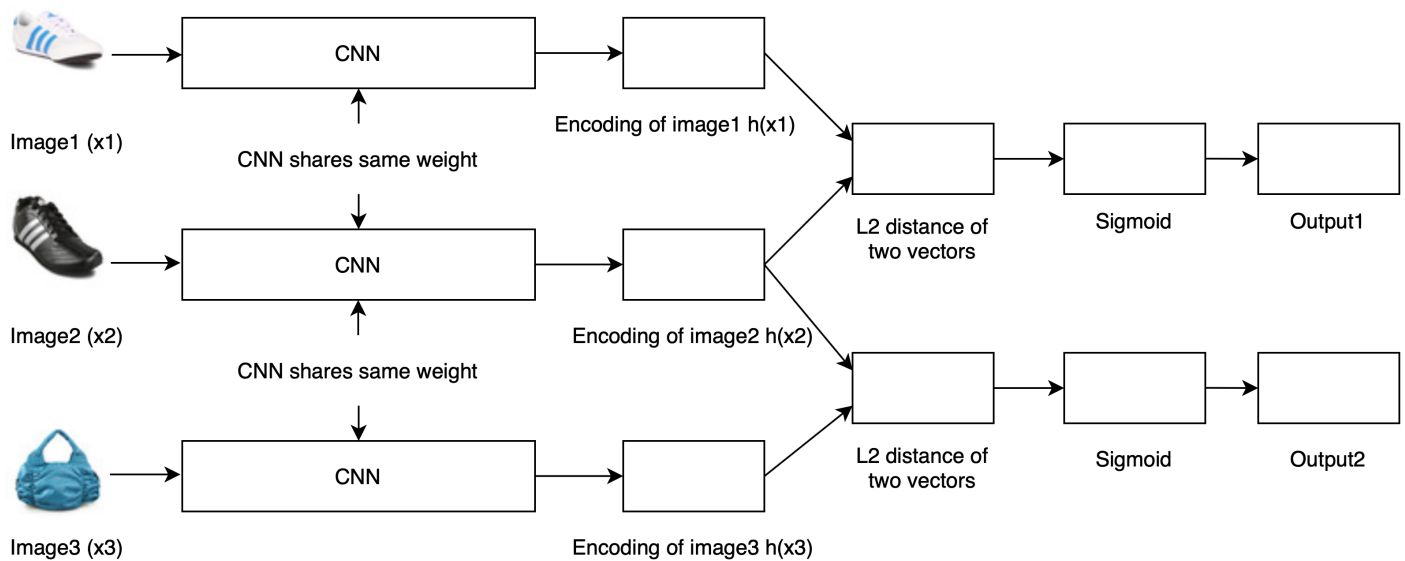 CNN
Encoding of image1 h(x1)
Image1 (x1)
CNN shares same weight
L2 distance of
two vectors
Sigmoid
Output1
CNN
Image2 (x2)
Encoding of image2 h(x2)
CNN shares same weight
L2 distance of
two vectors
Sigmoid
Output2
CNN
Image3 (x3)
Encoding of image3 h(x3)